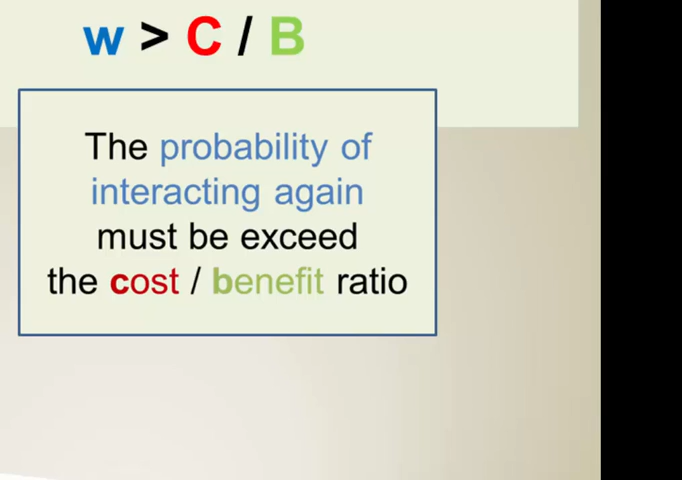 w > C / B
The probability of
interacting again
must be exceed
the cost / benefit ratio